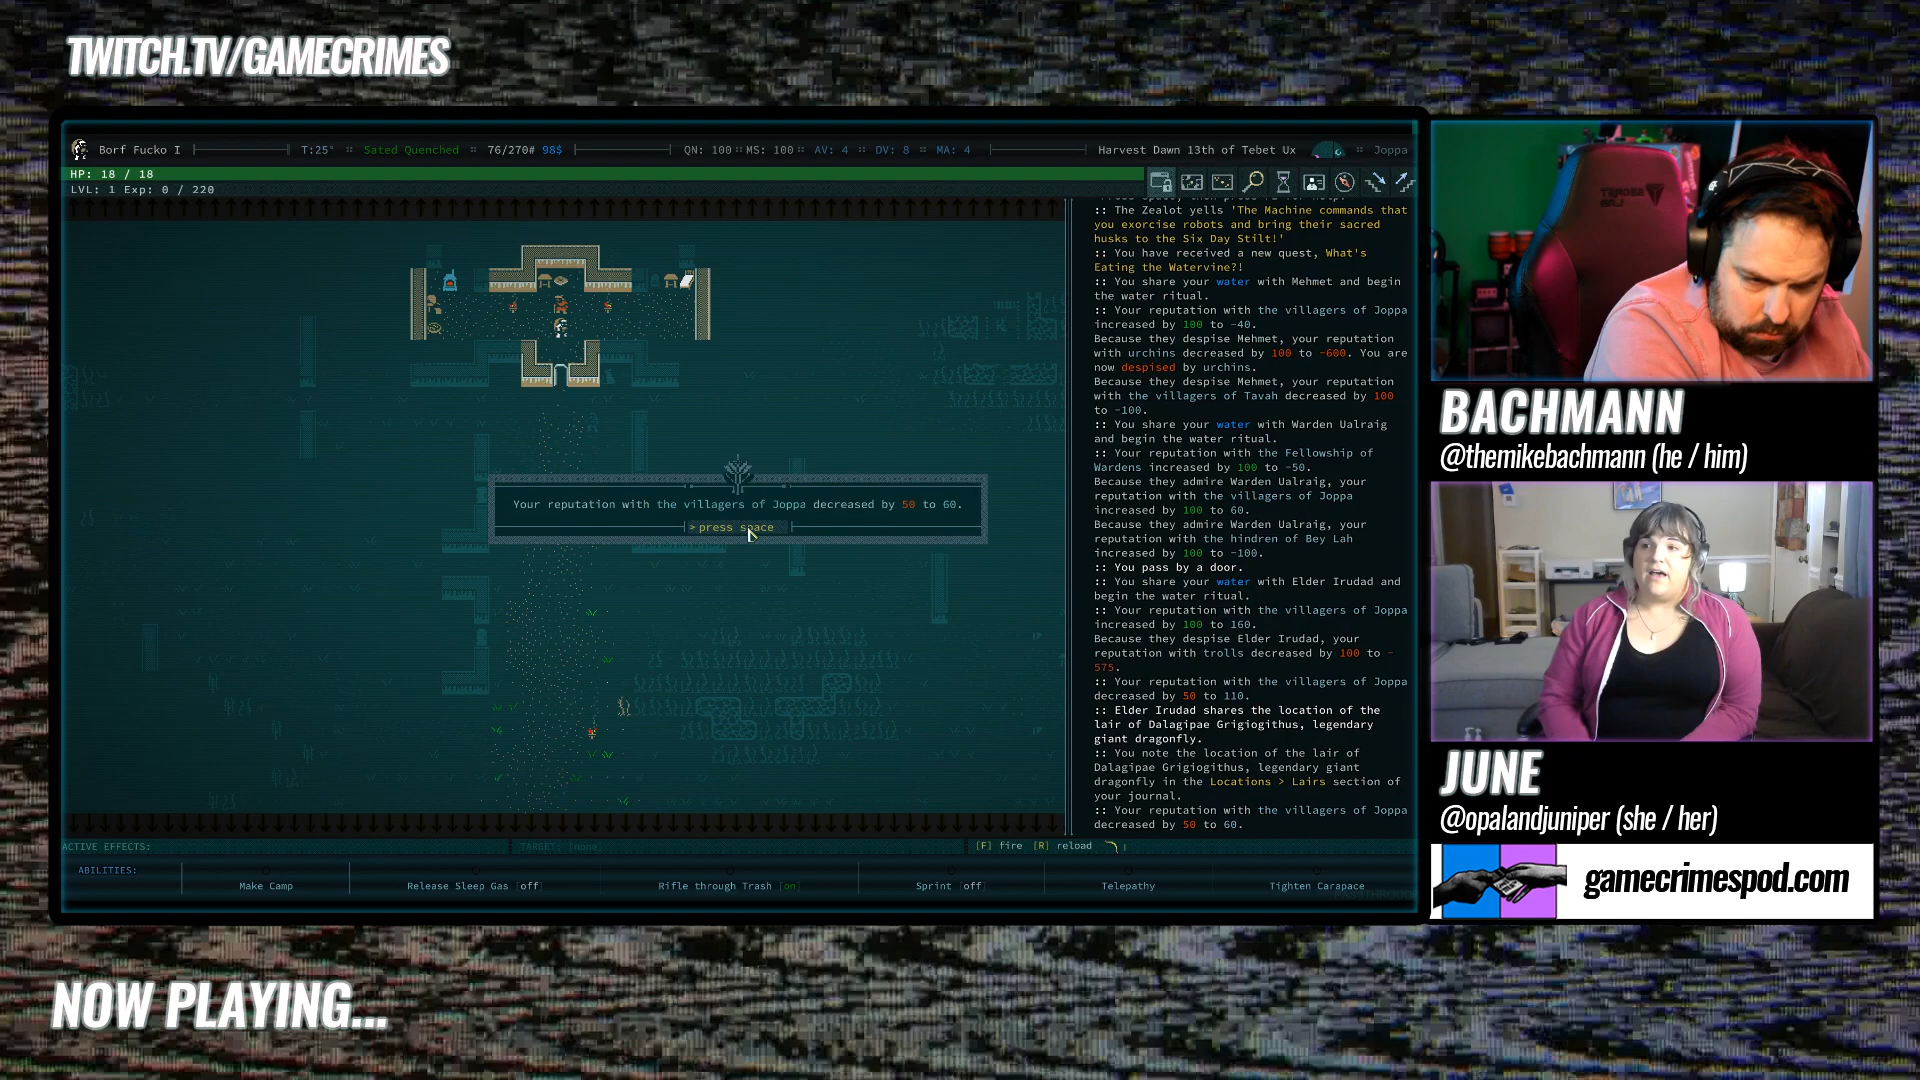 TWITCH.TV/GAMECRIMES
Borf Fucko I
T:25° :: Sated Quenched :: 76/270# 98$
QN: 100 :: MS: 100 :: AV: 4 :: DV: 8 :: MA: 4
Harvest Dawn 13th of Tebet Ux
:: Joppa
HP: 18 / 18
LVL: 1 Exp: 0 / 220
:: The Zealot yells 'The Machine commands that
you exorcise robots and bring their sacred
husks to the Six Day Stilt!'
:: You have received a new quest, What's
Eating the Watervine?!
:: You share your water with Mehmet and begin
the water ritual.
:: Your reputation with the villagers of Joppa
increased by 100 to -40.
Because they despise Mehmet, your reputation
with urchins decreased by 100 to -600. You are
now despised by urchins.
Because they despise Mehmet, your reputation
with the villagers of Tavah decreased by 100
to -100.
:: You share your water with Warden Ualraig
and begin the water ritual.
:: Your reputation with the Fellowship of
Wardens increased by 100 to -50.
Because they admire Warden Ualraig, your
reputation with the villagers of Joppa
increased by 100 to 60.
Because they admire Warden Ualraig, your
reputation with the hindren of Bey Lah
increased by 100 to -100.
:: You pass by a door.
:: You share your water with Elder Irudad and
begin the water ritual.
:: Your reputation with the villagers of Joppa
increased by 100 to 160.
Because they despise Elder Irudad, your
reputation with trolls decreased by 100 to -
575.
:: Your reputation with the villagers of Joppa
decreased by 50 to 110.
:: Elder Irudad shares the location of the
lair of Dalagipae Grigiogithus, legendary
giant dragonfly.
:: You note the location of the lair of
Dalagipae Grigiogithus, legendary giant
dragonfly in the Locations > Lairs section of
your journal.
:: Your reputation with the villagers of Joppa
decreased by 50 to 60.
Your reputation with the villagers of Joppa decreased by 50 to 60.
> press space
ACTIVE EFFECTS:
TARGET: [none]
[F] fire [R] reload
ABILITIES:
Make Camp
Release Sleep Gas [off]
Rifle through Trash [on]
Sprint [off]
Telepathy
Tighten Carapace
SECRET
LAB
BACHMANN
@themikebachmann (he / him)
JUNE
@opalandjuniper (she / her)
gamecrimespod.com
NOW PLAYING...